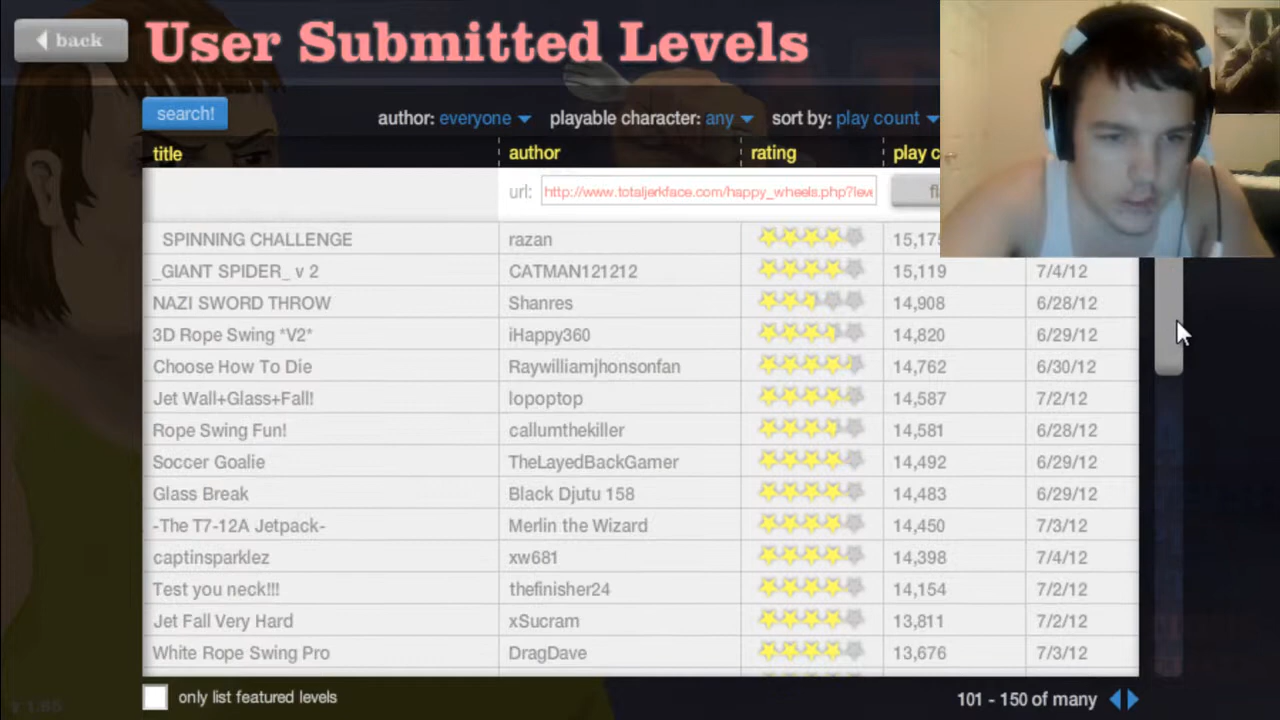 back
User Submitted Levels
search!
author: everyone playable character: any sort by: play count
title author rating play c
url: http://www.totaljerkface.com/happy_wheels.php?lev fl
SPINNING CHALLENGE razan 15,175
_GIANT SPIDER_ v 2 CATMAN121212 15,119 7/4/12
NAZI SWORD THROW Shanres 14,908 6/28/12
3D Rope Swing *V2* iHappy360 14,820 6/29/12
Choose How To Die Raywilliamjhonsonfan 14,762 6/30/12
Jet Wall+Glass+Fall! lopoptop 14,587 7/2/12
Rope Swing Fun! callumthekiller 14,581 6/28/12
Soccer Goalie TheLayedBackGamer 14,492 6/29/12
Glass Break Black Djutu 158 14,483 6/29/12
-The T7-12A Jetpack- Merlin the Wizard 14,450 7/3/12
captinsparklez xw681 14,398 7/4/12
Test you neck!!! thefinisher24 14,154 7/2/12
Jet Fall Very Hard xSucram 13,811 7/2/12
White Rope Swing Pro DragDave 13,676 7/3/12
only list featured levels 101 - 150 of many